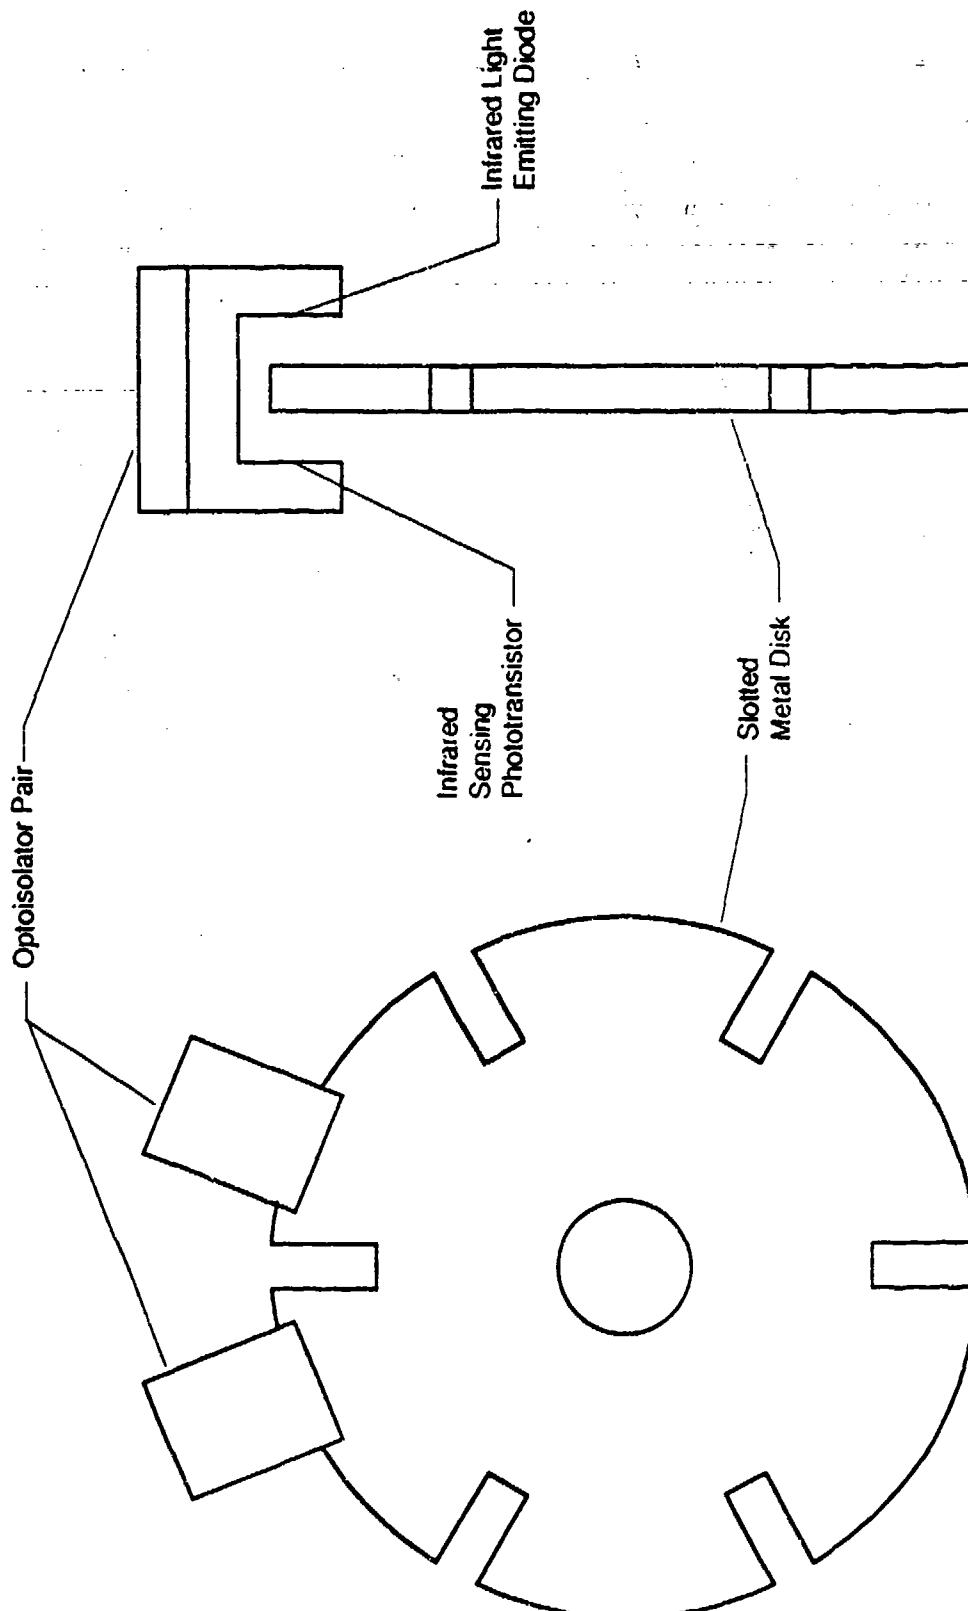 Optoisolator Pair
Infrared Light
Emitting Diode
Infrared
Sensing
Phototransistor
Slotted
Metal Disk